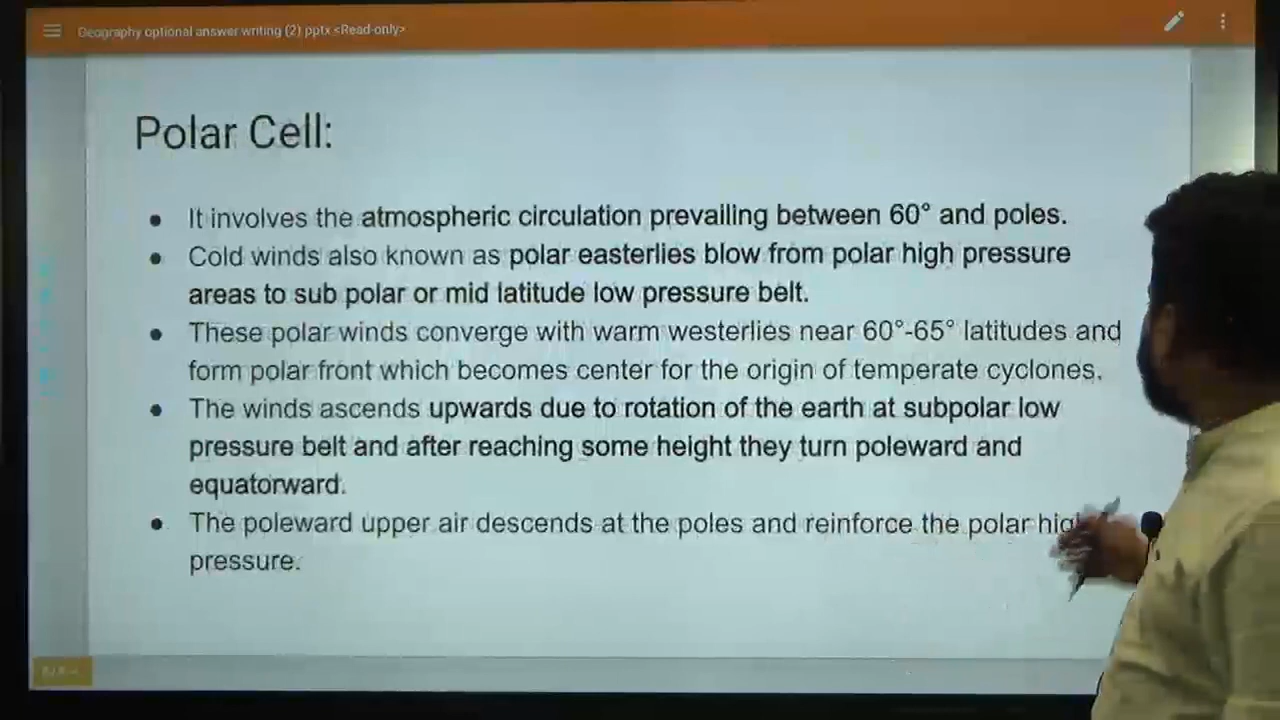 Geography optional answer writing (2) pptx <Read-only>
Polar Cell:
● It involves the atmospheric circulation prevailing between 60° and poles.
● Cold winds also known as polar easterlies blow from polar high pressure
areas to sub polar or mid latitude low pressure belt.
● These polar winds converge with warm westerlies near 60°-65° latitudes and
form polar front which becomes center for the origin of temperate cyclones.
● The winds ascends upwards due to rotation of the earth at subpolar low
pressure belt and after reaching some height they turn poleward and
equatorward.
● The poleward upper air descends at the poles and reinforce the polar
pressure.